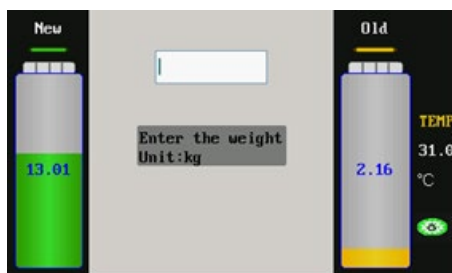 New
Old
Enter the weight
Unit:kg
13.01
2.16
TEMP
31.0
°C